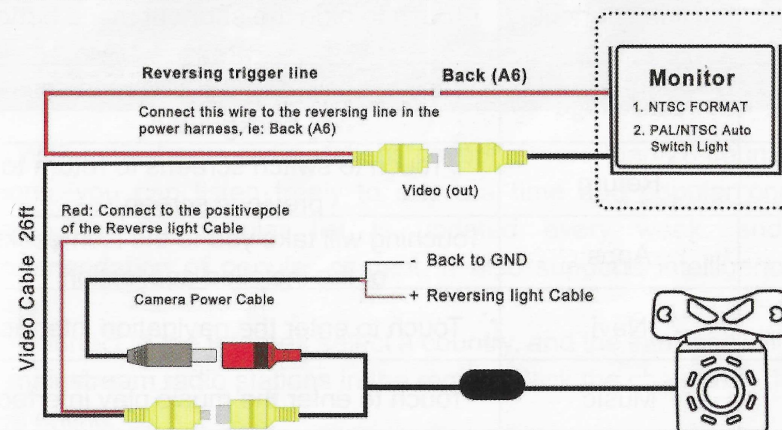 Reversing trigger line
Back (A6)
Monitor
1. NTSC FORMAT
2. PAL/NTSC Auto
Switch Light
Connect this wire to the reversing line in the
power harness, ie: Back (A6)
Video (out)
Video Cable 26ft
Red: Connect to the positivepole
of the Reverse light Cable
- Back to GND
+ Reversing light Cable
Camera Power Cable